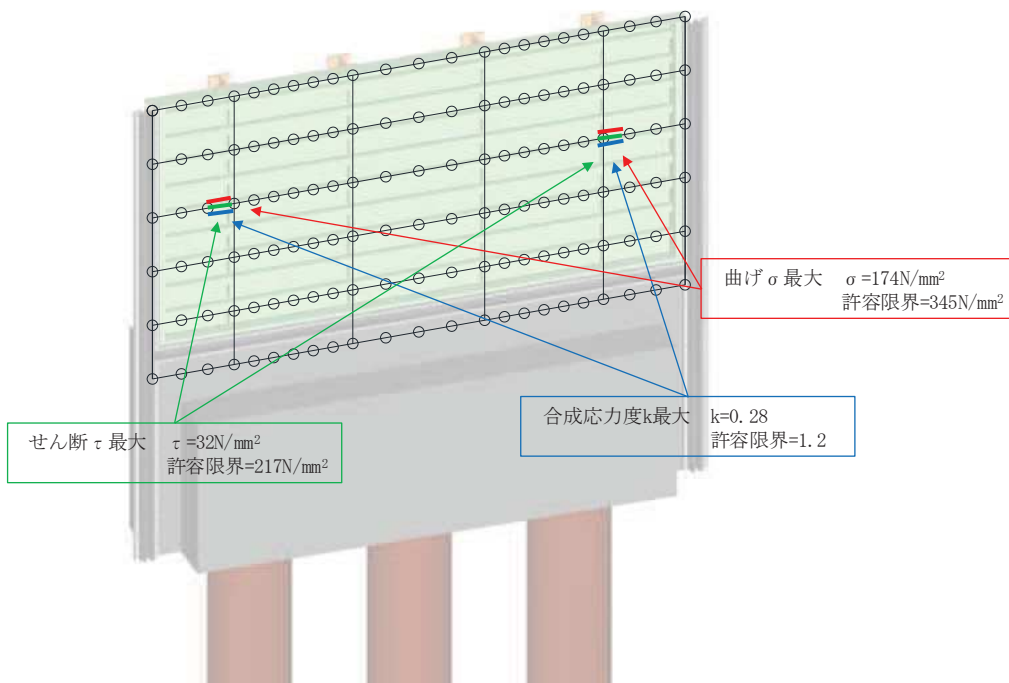 曲げσ最大 σ=174N/mm²
許容限界=345N/mm²
合成応力度k最大 k=0.28
許容限界=1.2
せん断τ最大 τ=32N/mm²
許容限界=217N/mm²